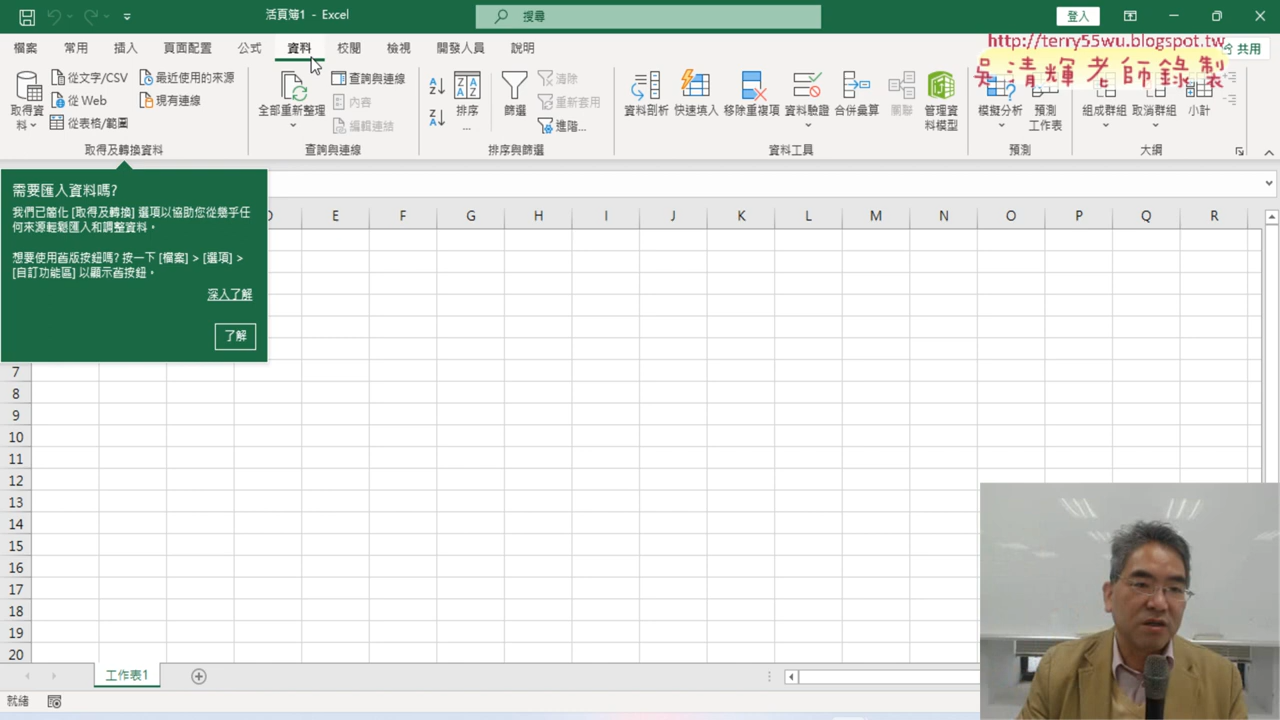 活頁簿1 - Excel
搜尋
登入
檔案 常用 插入 頁面配置 公式 資料 校閱 檢視 開發人員 說明
共用
http://terry55wu.blogspot.tw
吳清輝老師錄製
取得資料
從文字/CSV
從 Web
從表格/範圍
最近使用的來源
現有連線
取得及轉換資料
全部重新整理
查詢與連線
內容
編輯連結
查詢與連線
排序...
篩選
清除
重新套用
進階...
排序與篩選
資料剖析
快速填入
移除重複項
資料驗證
合併彙算
關聯
管理資料模型
資料工具
模擬分析
預測工作表
預測
組成群組
取消群組
小計
大綱
需要匯入資料嗎?
我們已簡化 [取得及轉換] 選項以協助您從幾乎任
何來源輕鬆匯入和調整資料。
想要使用舊版按鈕嗎? 按一下 [檔案] > [選項] >
[自訂功能區] 以顯示舊按鈕。
深入了解
了解
D E F G H I J K L M N O P Q R
7
8
9
10
11
12
13
14
15
16
17
18
19
20
工作表1
就緒